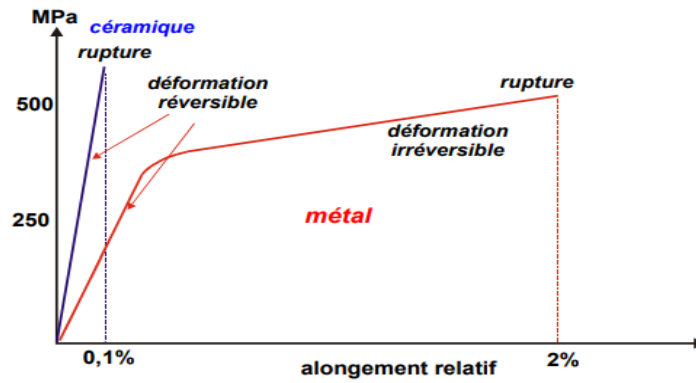 MPa
céramique
rupture
déformation
réversible
500
rupture
déformation
irréversible
250
métal
0,1%
alongement relatif
2%